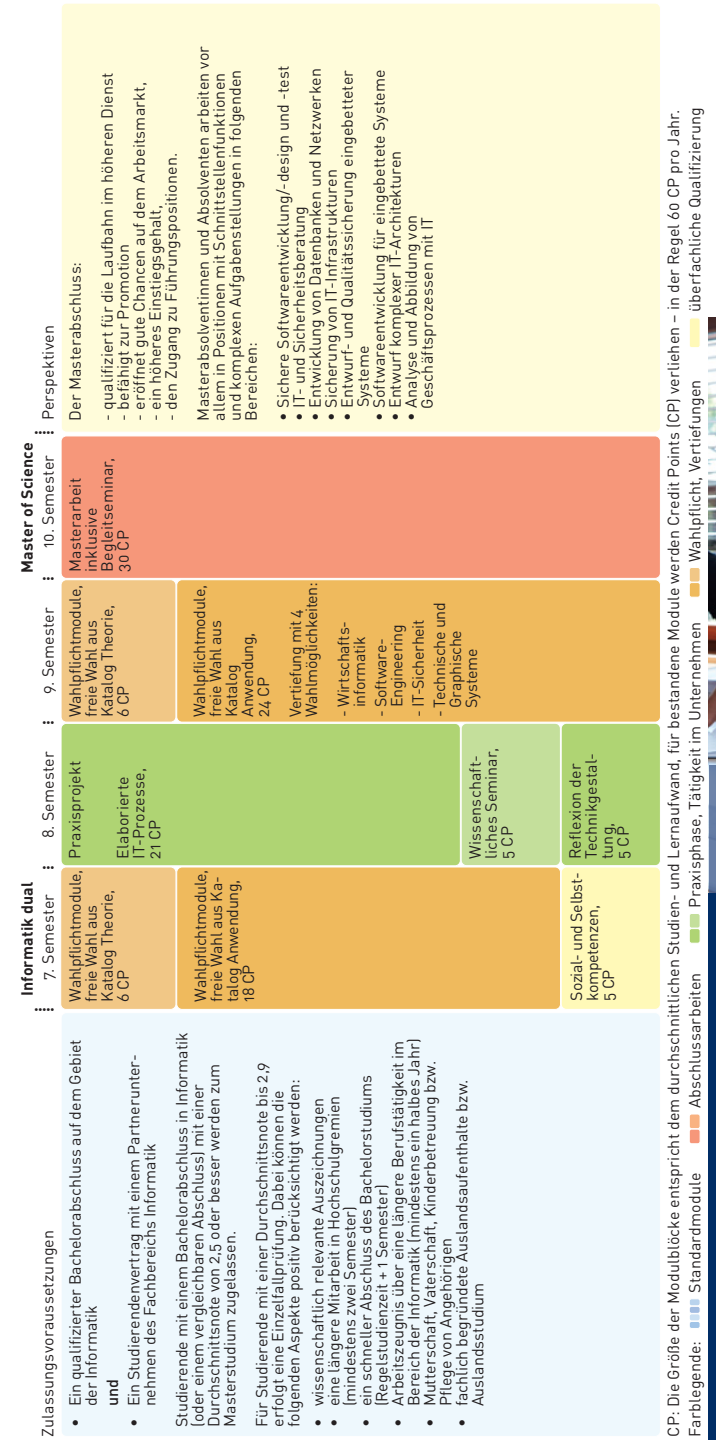 Zulassungsvoraussetzungen
• Ein qualifizierter Bachelorabschluss auf dem Gebiet
der Informatik
und
• Ein Studierendenvertrag mit einem Partnerunter-
nehmen des Fachbereichs Informatik
Studierende mit einem Bachelorabschluss in Informatik
(oder einem vergleichbaren Abschluss) mit einer
Durchschnittsnote von 2,5 oder besser werden zum
Masterstudium zugelassen.
Für Studierende mit einer Durchschnittsnote bis 2,9
erfolgt eine Einzelfallprüfung. Dabei können die
folgenden Aspekte positiv berücksichtigt werden:
• wissenschaftlich relevante Auszeichnungen
• eine längere Mitarbeit in Hochschulgremien
(mindestens zwei Semester)
• ein schneller Abschluss des Bachelorstudiums
(Regelstudienzeit + 1 Semester)
• Arbeitszeugnis über eine längere Berufstätigkeit im
Bereich der Informatik (mindestens ein halbes Jahr)
• Mutterschaft, Vaterschaft, Kinderbetreuung bzw.
Pflege von Angehörigen
• fachlich begründete Auslandsaufenthalte bzw.
Auslandsstudium
Informatik dual
Master of Science
7. Semester
Wahlpflichtmodule,
freie Wahl aus
Katalog Theorie,
6 CP
Wahlpflichtmodule,
freie Wahl aus Ka-
talog Anwendung,
18 CP
Sozial- und Selbst-
kompetenzen,
5 CP
8. Semester
Praxisprojekt
Elaborierte
IT-Prozesse,
21 CP
Wissenschaft-
liches Seminar,
5 CP
Reflexion der
Technikgestal-
tung,
5 CP
9. Semester
Wahlpflichtmodule,
freie Wahl aus
Katalog Theorie,
6 CP
Wahlpflichtmodule,
freie Wahl aus
Katalog
Anwendung,
24 CP
Vertiefung mit 4
Wahlmöglichkeiten:
- Wirtschafts-
informatik
- Software-
Engineering
- IT-Sicherheit
- Technische und
Graphische
Systeme
10. Semester
Masterarbeit
inklusive
Begleitseminar,
30 CP
Perspektiven
Der Masterabschluss:
- qualifiziert für die Laufbahn im höheren Dienst
- befähigt zur Promotion
- eröffnet gute Chancen auf dem Arbeitsmarkt,
- ein höheres Einstiegsgehalt,
- den Zugang zu Führungspositionen.
Masterabsolventinnen und Absolventen arbeiten vor
allem in Positionen mit Schnittstellenfunktionen
und komplexen Aufgabenstellungen in folgenden
Bereichen:
• Sichere Softwareentwicklung/-design und -test
• IT- und Sicherheitsberatung
• Entwicklung von Datenbanken und Netzwerken
• Sicherung von IT-Infrastrukturen
• Entwurf- und Qualitätssicherung eingebetteter
Systeme
• Softwareentwicklung für eingebettete Systeme
• Entwurf komplexer IT-Architekturen
• Analyse und Abbildung von
Geschäftsprozessen mit IT
CP: Die Größe der Modulblöcke entspricht dem durchschnittlichen Studien- und Lernaufwand, für bestandene Module werden Credit Points (CP) verliehen – in der Regel 60 CP pro Jahr.
Farblegende: Standardmodule Abschlussarbeiten Praxisphase, Tätigkeit im Unternehmen Wahlpflicht, Vertiefungen überfachliche Qualifizierung